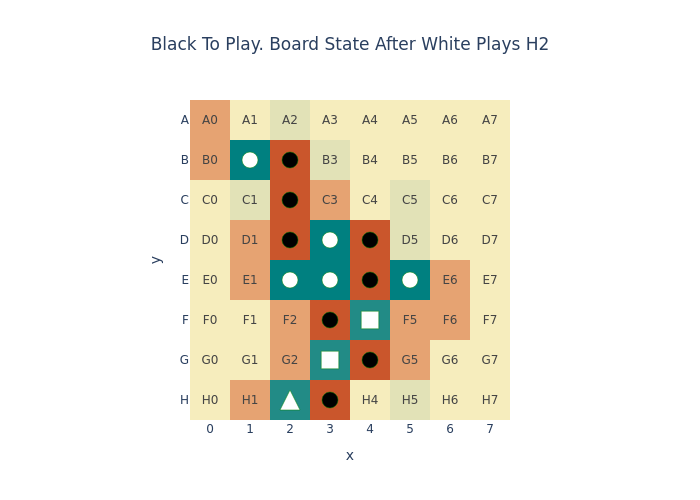 Black To Play. Board State After White Plays H2
A A0 A1 A2 A3 A4 A5 A6 A7
B B0 B3 B4 B5 B6 B7
C C0 C1 C3 C4 C5 C6 C7
D D0 D1 D5 D6 D7
y
E E0 E1 E6 E7
F F0 F1 F2 F5 F6 F7
G G0 G1 G2 G5 G6 G7
H H0 H1 H4 H5 H6 H7
0 1 2 3 4 5 6 7
x